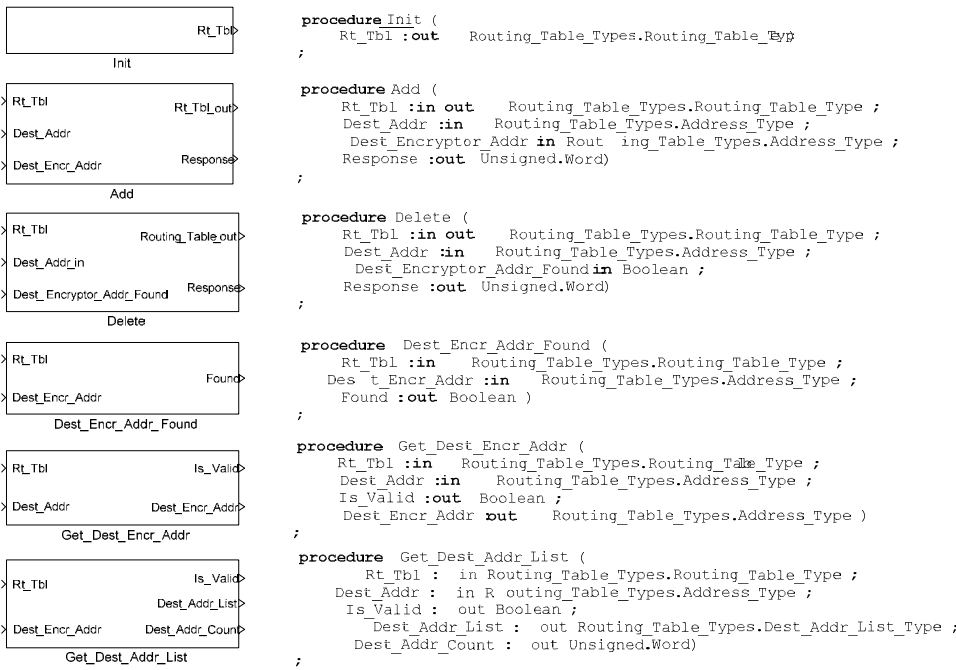 Rt_Tbl
Init
procedure Init (
Rt_Tbl :out Routing_Table_Types.Routing_Table_Type)
;
Rt_Tbl
Dest_Addr
Dest_Encr_Addr
Rt_Tbl_out
Response
Add
procedure Add (
Rt_Tbl :in out Routing_Table_Types.Routing_Table_Type ;
Dest_Addr :in Routing_Table_Types.Address_Type ;
Dest_Encryptor_Addr in Rout ing_Table_Types.Address_Type ;
Response :out Unsigned.Word)
;
Rt_Tbl
Dest_Addr_in
Dest_Encryptor_Addr_Found
Routing_Table_out
Response
Delete
procedure Delete (
Rt_Tbl :in out Routing_Table_Types.Routing_Table_Type ;
Dest_Addr :in Routing_Table_Types.Address_Type ;
Dest_Encryptor_Addr_Found in Boolean ;
Response :out Unsigned.Word)
;
Rt_Tbl
Dest_Encr_Addr
Found
Dest_Encr_Addr_Found
procedure Dest_Encr_Addr_Found (
Rt_Tbl :in Routing_Table_Types.Routing_Table_Type ;
Des t_Encr_Addr :in Routing_Table_Types.Address_Type ;
Found :out Boolean )
;
Rt_Tbl
Dest_Addr
Is_Valid
Dest_Encr_Addr
Get_Dest_Encr_Addr
procedure Get_Dest_Encr_Addr (
Rt_Tbl :in Routing_Table_Types.Routing_Table_Type ;
Dest_Addr :in Routing_Table_Types.Address_Type ;
Is_Valid :out Boolean ;
Dest_Encr_Addr :out Routing_Table_Types.Address_Type )
;
Rt_Tbl
Dest_Encr_Addr
Is_Valid
Dest_Addr_List
Dest_Addr_Count
Get_Dest_Addr_List
procedure Get_Dest_Addr_List (
Rt_Tbl : in Routing_Table_Types.Routing_Table_Type ;
Dest_Addr : in R outing_Table_Types.Address_Type ;
Is_Valid : out Boolean ;
Dest_Addr_List : out Routing_Table_Types.Dest_Addr_List_Type ;
Dest_Addr_Count : out Unsigned.Word)
;